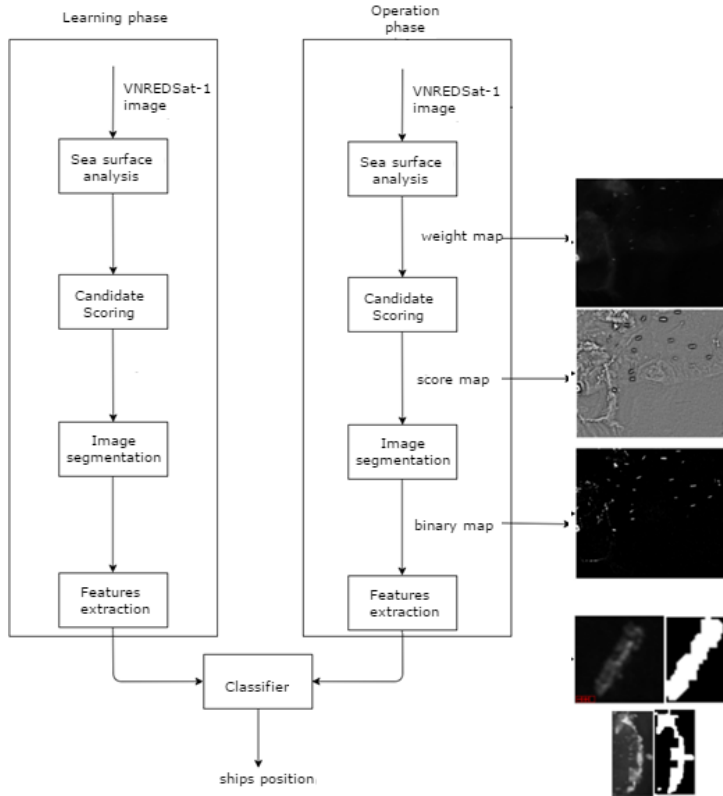 Learning phase
Operation
phase
VNREDSat-1
image
VNREDSat-1
image
Sea surface
analysis
Sea surface
analysis
weight map
Candidate
Scoring
Candidate
Scoring
score map
Image
segmentation
Image
segmentation
binary map
Features
extraction
Features
extraction
Classifier
ships position